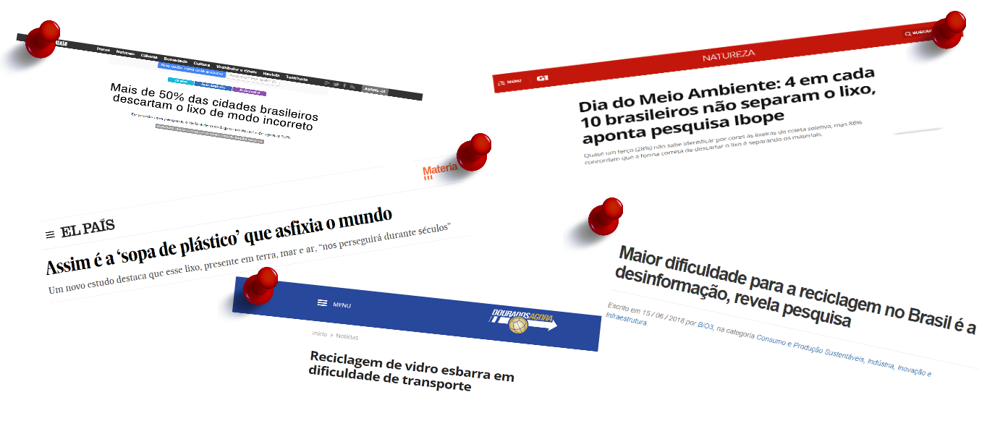 Home Notícias Ciência Sociedade Cultura Vestibular e Enem Revista TechTudo
Mais de 50% das cidades brasileiras
descartam o lixo de modo incorreto
MENU G1 NATUREZA
Dia do Meio Ambiente: 4 em cada
10 brasileiros não separam o lixo,
aponta pesquisa Ibope
Quase um terço (28%) não sabe identificar por cores as lixeiras de coleta seletiva, mas 88%
concordam que a forma correta de descartar o lixo é separando os materiais.
Materia
EL PAÍS
Assim é a ‘sopa de plástico’ que asfixia o mundo
Um novo estudo destaca que esse lixo, presente em terra, mar e ar, “nos perseguirá durante séculos”
MENU DOURADOSAGORA
Início > Notícias
Reciclagem de vidro esbarra em
dificuldade de transporte
Maior dificuldade para a reciclagem no Brasil é a
desinformação, revela pesquisa
Escrito em 15 / 06 / 2018 por BiO3, na categoria Consumo e Produção Sustentáveis, Indústria, Inovação e
Infraestrutura